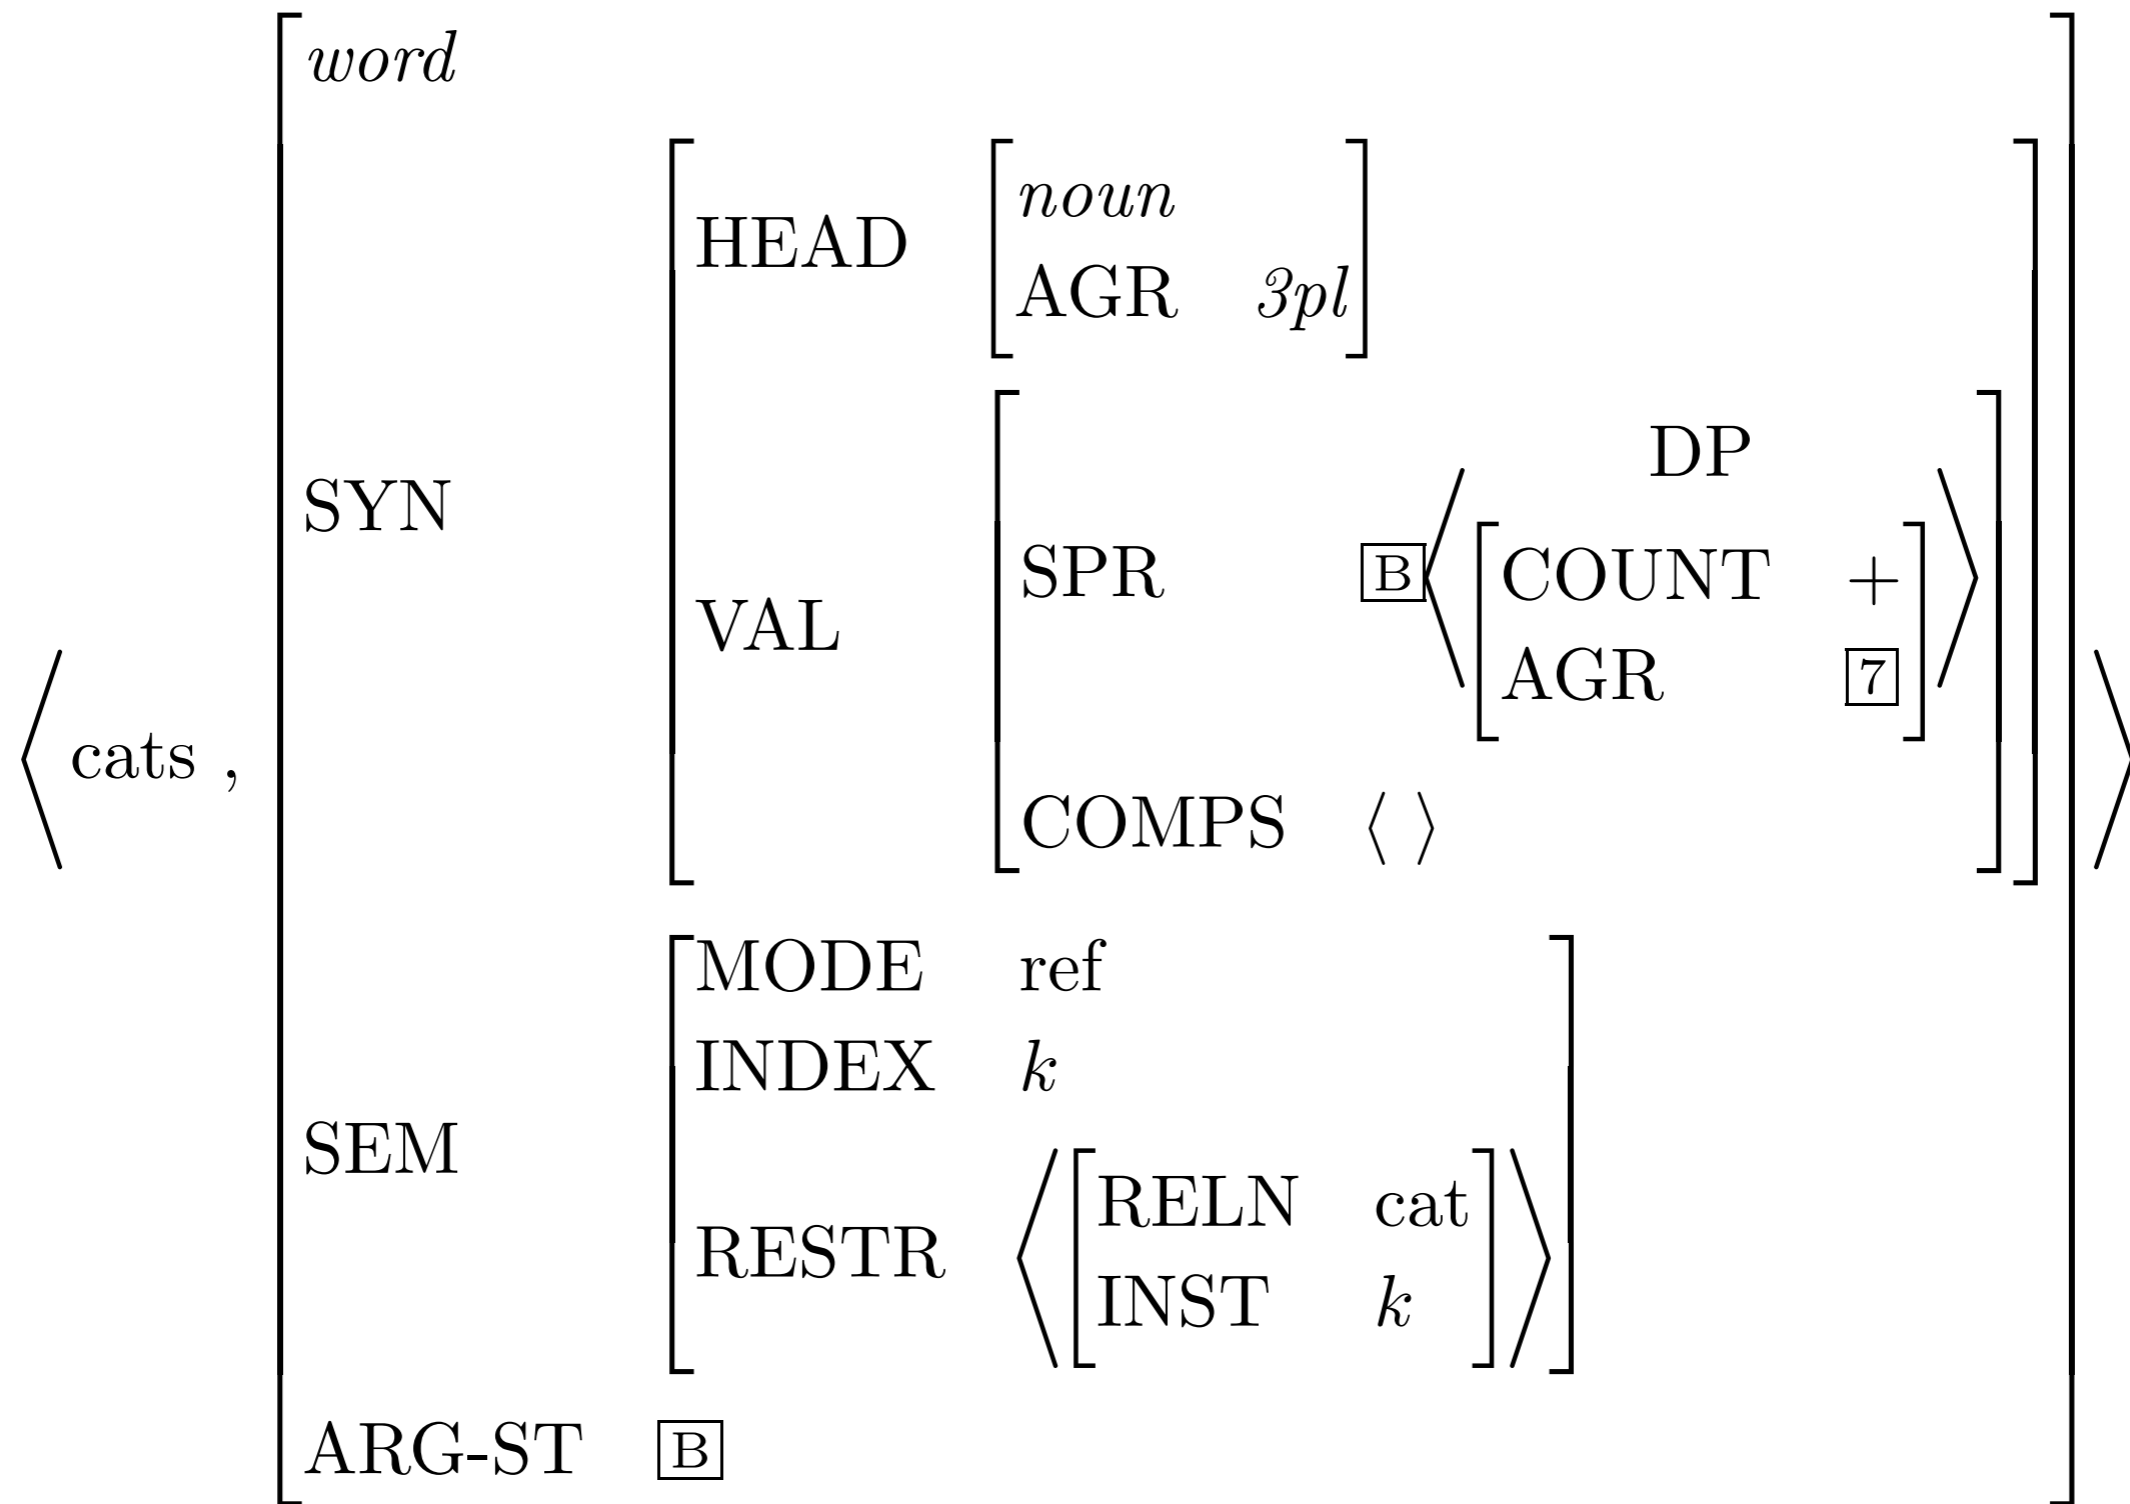 word
noun
HEAD
AGR 3pl
DP
SYN
SPR B ⟨ COUNT + ⟩
VAL
AGR 7
⟨ cats , ⟩
COMPS ⟨ ⟩
MODE ref
INDEX k
SEM
RELN cat
RESTR ⟨ ⟩
INST k
ARG-ST B